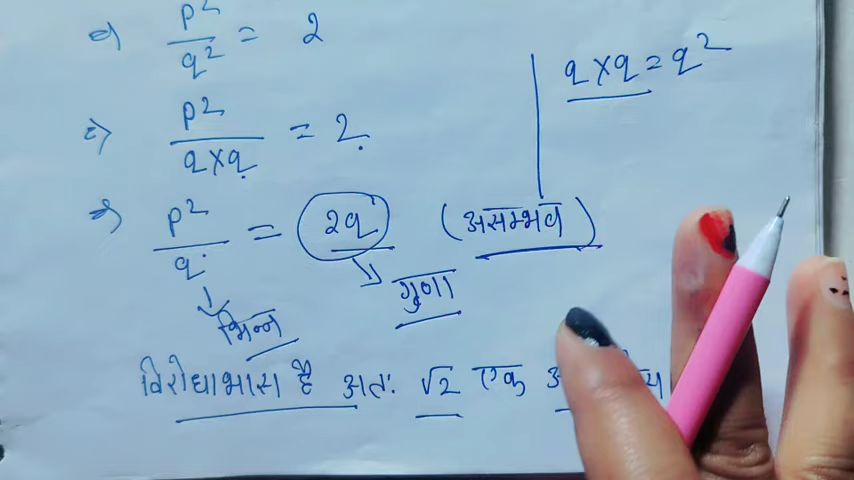 ⇒ p²/q² = 2
q×q = q²
⇒ p²/q×q = 2.
⇒ p²/q = 2q (असम्भव)
गुणा
भिन्न
विरोधाभास है अतः √2 एक